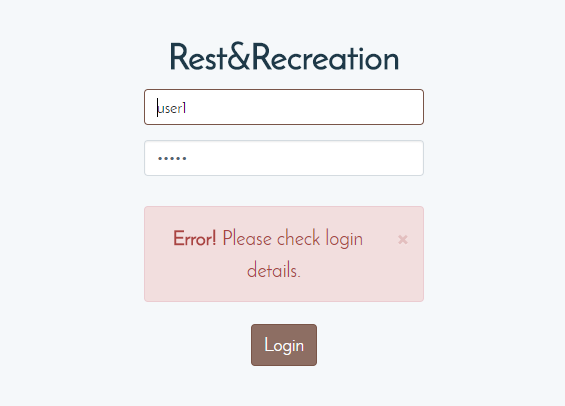 Rest&Recreation
user1
•••••
Error! Please check login
details.
×
Login